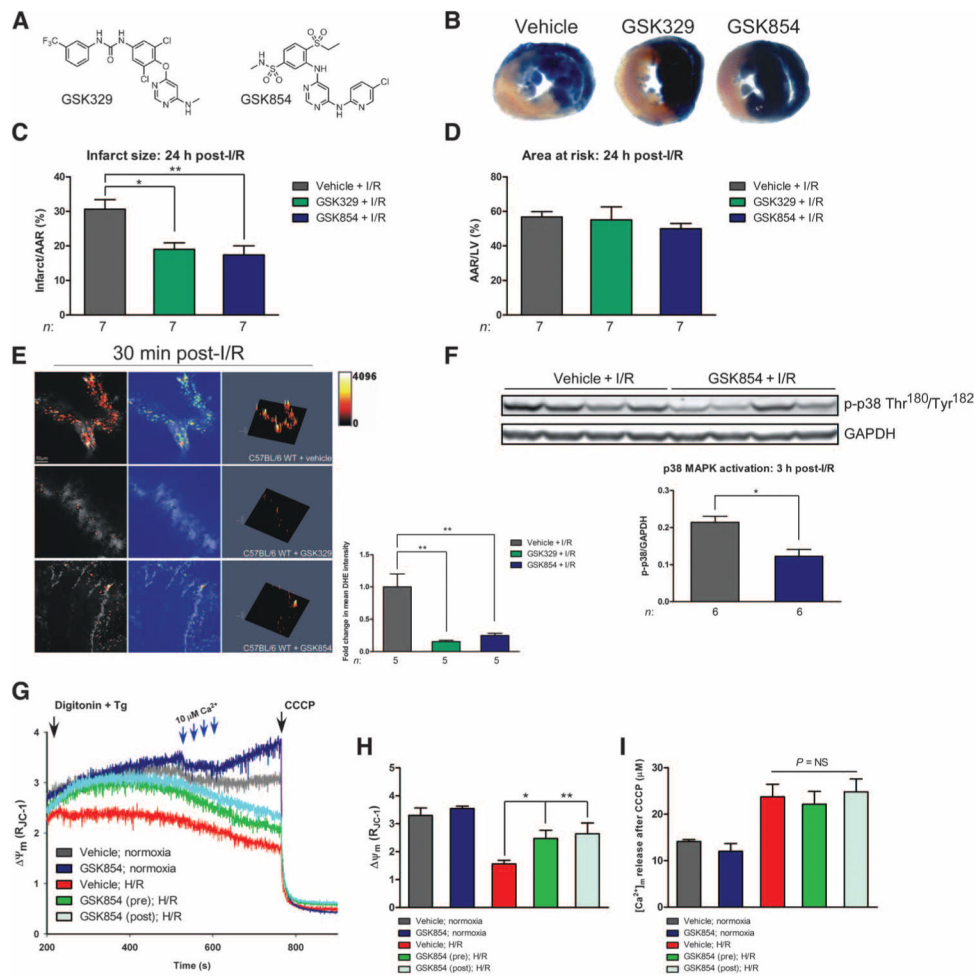 A
CF3
H
N
H
N
O
Cl
Cl
O
N
N
HN
GSK329
O
O
S
HN
S
O
O
NH
N
N
N
H
N
Cl
GSK854
B
Vehicle
GSK329
GSK854
C
Infarct size: 24 h post-I/R
**
*
Infarct/AAR (%)
40
30
20
10
0
n:
7
7
7
Vehicle + I/R
GSK329 + I/R
GSK854 + I/R
D
Area at risk: 24 h post-I/R
AAR/LV (%)
80
60
40
20
0
n:
7
7
7
Vehicle + I/R
GSK329 + I/R
GSK854 + I/R
E
30 min post-I/R
4096
0
C57BL/6 WT + vehicle
C57BL/6 WT + GSK329
C57BL/6 WT + GSK854
Fold change in mean DHE intensity
1.5
1.0
0.5
0.0
**
**
n:
5
5
5
Vehicle + I/R
GSK329 + I/R
GSK854 + I/R
F
Vehicle + I/R
GSK854 + I/R
p-p38 Thr180/Tyr182
GAPDH
p38 MAPK activation: 3 h post-I/R
*
p-p38/GAPDH
0.3
0.2
0.1
0.0
n:
6
6
G
Digitonin + Tg
10 μM Ca2+
CCCP
ΔΨm (RJC-1)
4
3
2
1
0
Vehicle; normoxia
GSK854; normoxia
Vehicle; H/R
GSK854 (pre); H/R
GSK854 (post); H/R
200
400
600
800
Time (s)
H
ΔΨm (RJC-1)
5
4
3
2
1
0
*
**
Vehicle; normoxia
GSK854; normoxia
Vehicle; H/R
GSK854 (pre); H/R
GSK854 (post); H/R
I
P = NS
[Ca2+]m release after CCCP (μM)
30
20
10
0
Vehicle; normoxia
GSK854; normoxia
Vehicle; H/R
GSK854 (pre); H/R
GSK854 (post); H/R